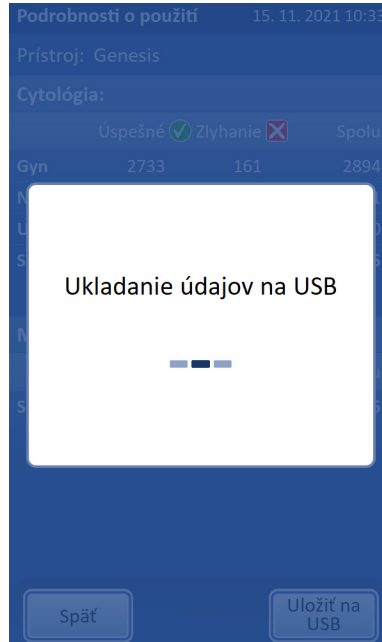 Podrobnosti o použití 15. 11. 2021 10:33
Prístroj: Genesis
Cytológia:
Úspešné Zlyhanie Spolu
Gyn 2733 161 2894
Ukladanie údajov na USB
Späť
Uložiť na
USB